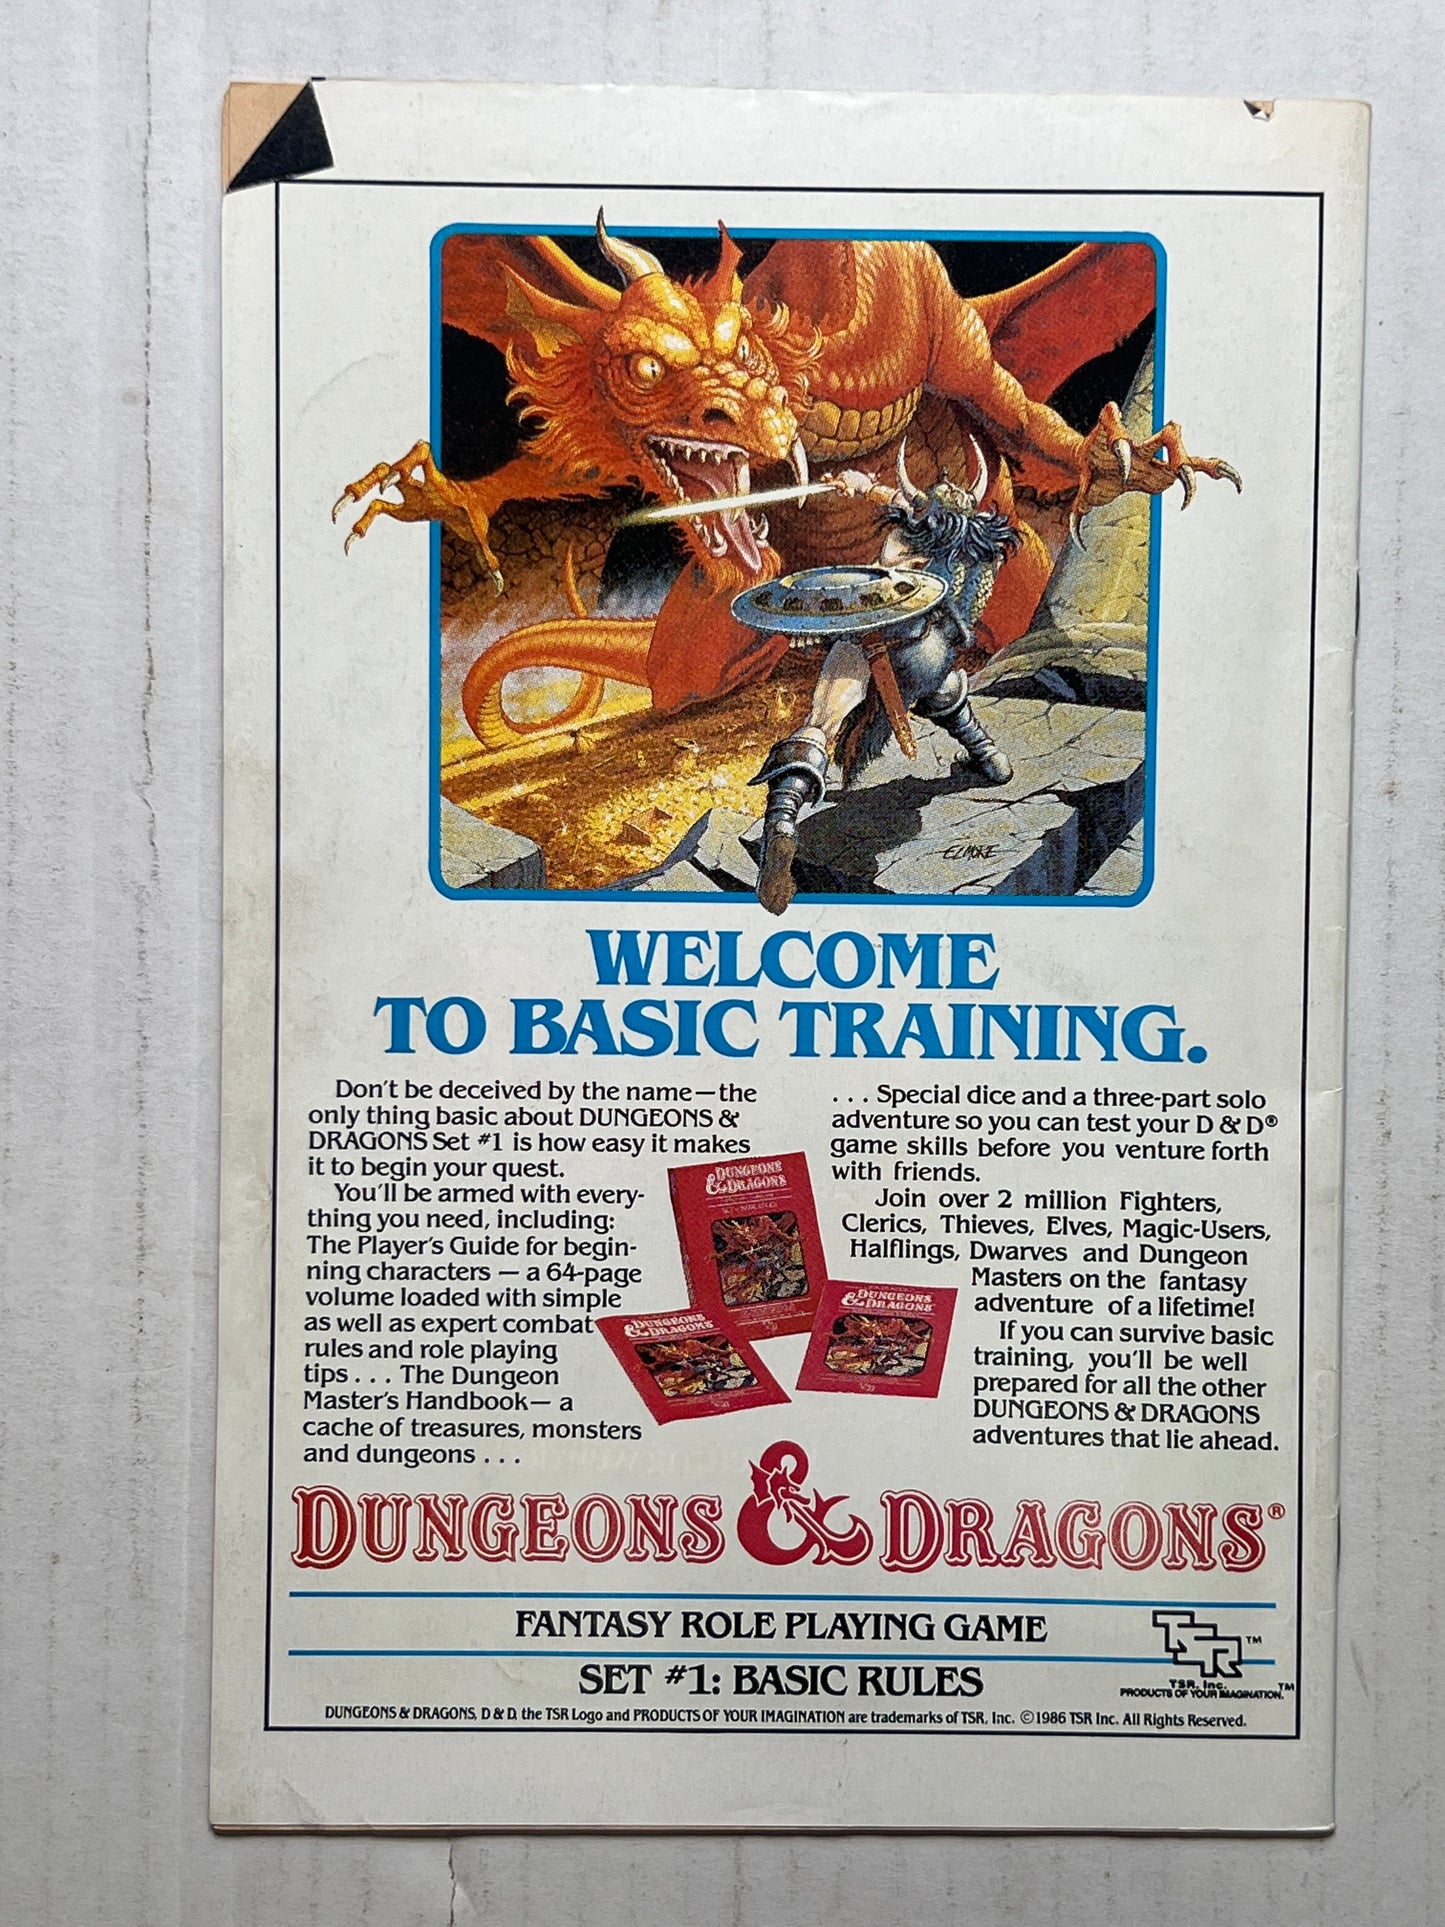 ELMORE
WELCOME
TO BASIC TRAINING.
Don't be deceived by the name—the
only thing basic about DUNGEONS &
DRAGONS Set #1 is how easy it makes
it to begin your quest.
You'll be armed with every-
thing you need, including:
The Player's Guide for begin-
ning characters — a 64-page
volume loaded with simple
as well as expert combat
rules and role playing
tips . . . The Dungeon
Master's Handbook— a
cache of treasures, monsters
and dungeons . . .
. . . Special dice and a three-part solo
adventure so you can test your D & D®
game skills before you venture forth
with friends.
Join over 2 million Fighters,
Clerics, Thieves, Elves, Magic-Users,
Halflings, Dwarves and Dungeon
Masters on the fantasy
adventure of a lifetime!
If you can survive basic
training, you'll be well
prepared for all the other
DUNGEONS & DRAGONS
adventures that lie ahead.
DUNGEONS
& DRAGONS
DUNGEONS
& DRAGONS
DUNGEONS
& DRAGONS
DUNGEONS & DRAGONS®
FANTASY ROLE PLAYING GAME
SET #1: BASIC RULES
TSR™
TSR, Inc.
PRODUCTS OF YOUR IMAGINATION.™
DUNGEONS & DRAGONS, D & D, the TSR Logo and PRODUCTS OF YOUR IMAGINATION are trademarks of TSR, Inc. ©1986 TSR Inc. All Rights Reserved.